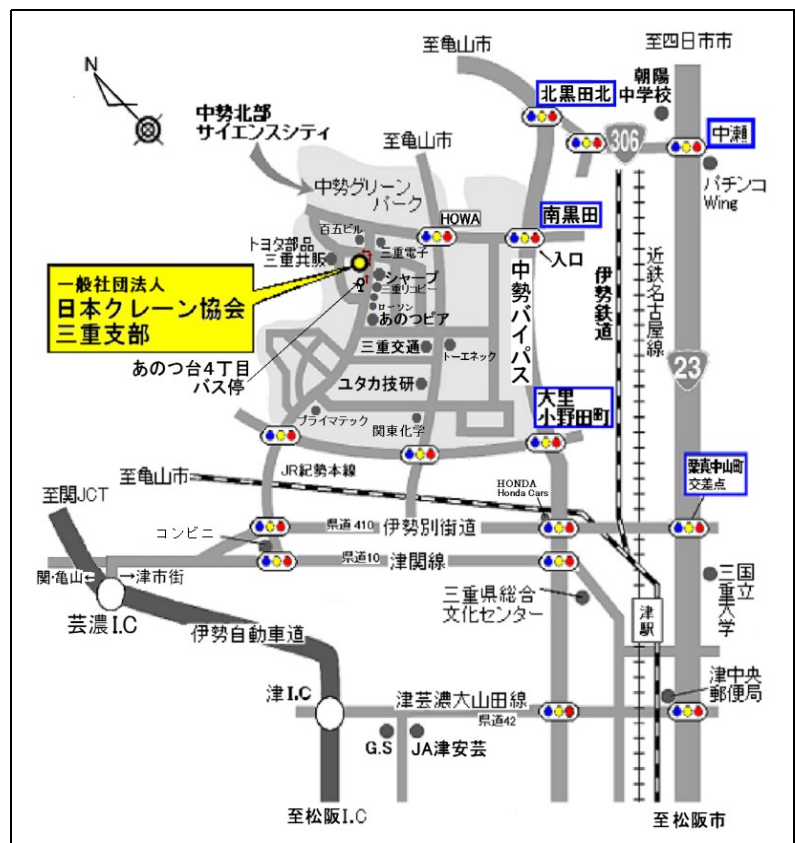 至四日市市
至亀山市
朝陽
中学校
北黒田北
N
中勢北部
サイエンスシティ
306
中瀬
至亀山市
パチンコ
Wing
中勢グリーン
パーク
HOWA
南黒田
百五ビル
トヨタ部品
三重共販
三重電子
入口
シャープ
三重リコピー
ローソン
あのつピア
一般社団法人
日本クレーン協会
三重支部
中勢バイパス
伊勢鉄道
近鉄名古屋線
あのつ台4丁目
バス停
三重交通
トーエネック
23
ユタカ技研
大里
小野田町
プライマテック
関東化学
JR紀勢本線
栗真中山町
交差点
至亀山市
至関JCT
HONDA
Honda Cars
コンビニ
県道410
伊勢別街道
県道10
津関線
関・亀山←
→津市街
芸濃I.C
三重県総合
文化センター
三重大学
国立
津駅
伊勢自動車道
津I.C
津芸濃大山田線
県道42
津中央
郵便局
G.S
JA津安芸
至松阪I.C
至松阪市